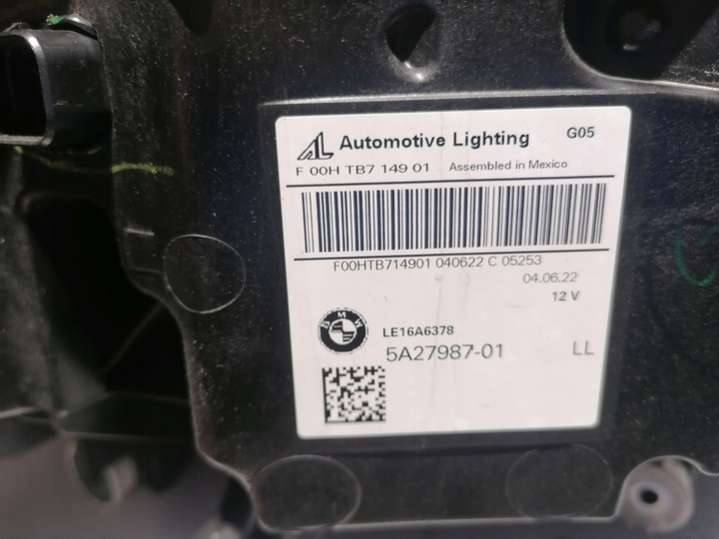 AL Automotive Lighting G05
F 00H TB7 149 01 Assembled in Mexico
F00HTB714901 040622 C 05253
04.06.22
12 V
BMW
LE16A6378
5A27987-01 LL